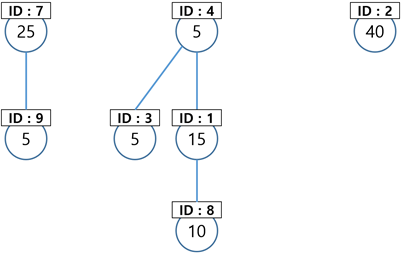 ID : 7
25
ID : 4
5
ID : 2
40
ID : 9
5
ID : 3
5
ID : 1
15
ID : 8
10